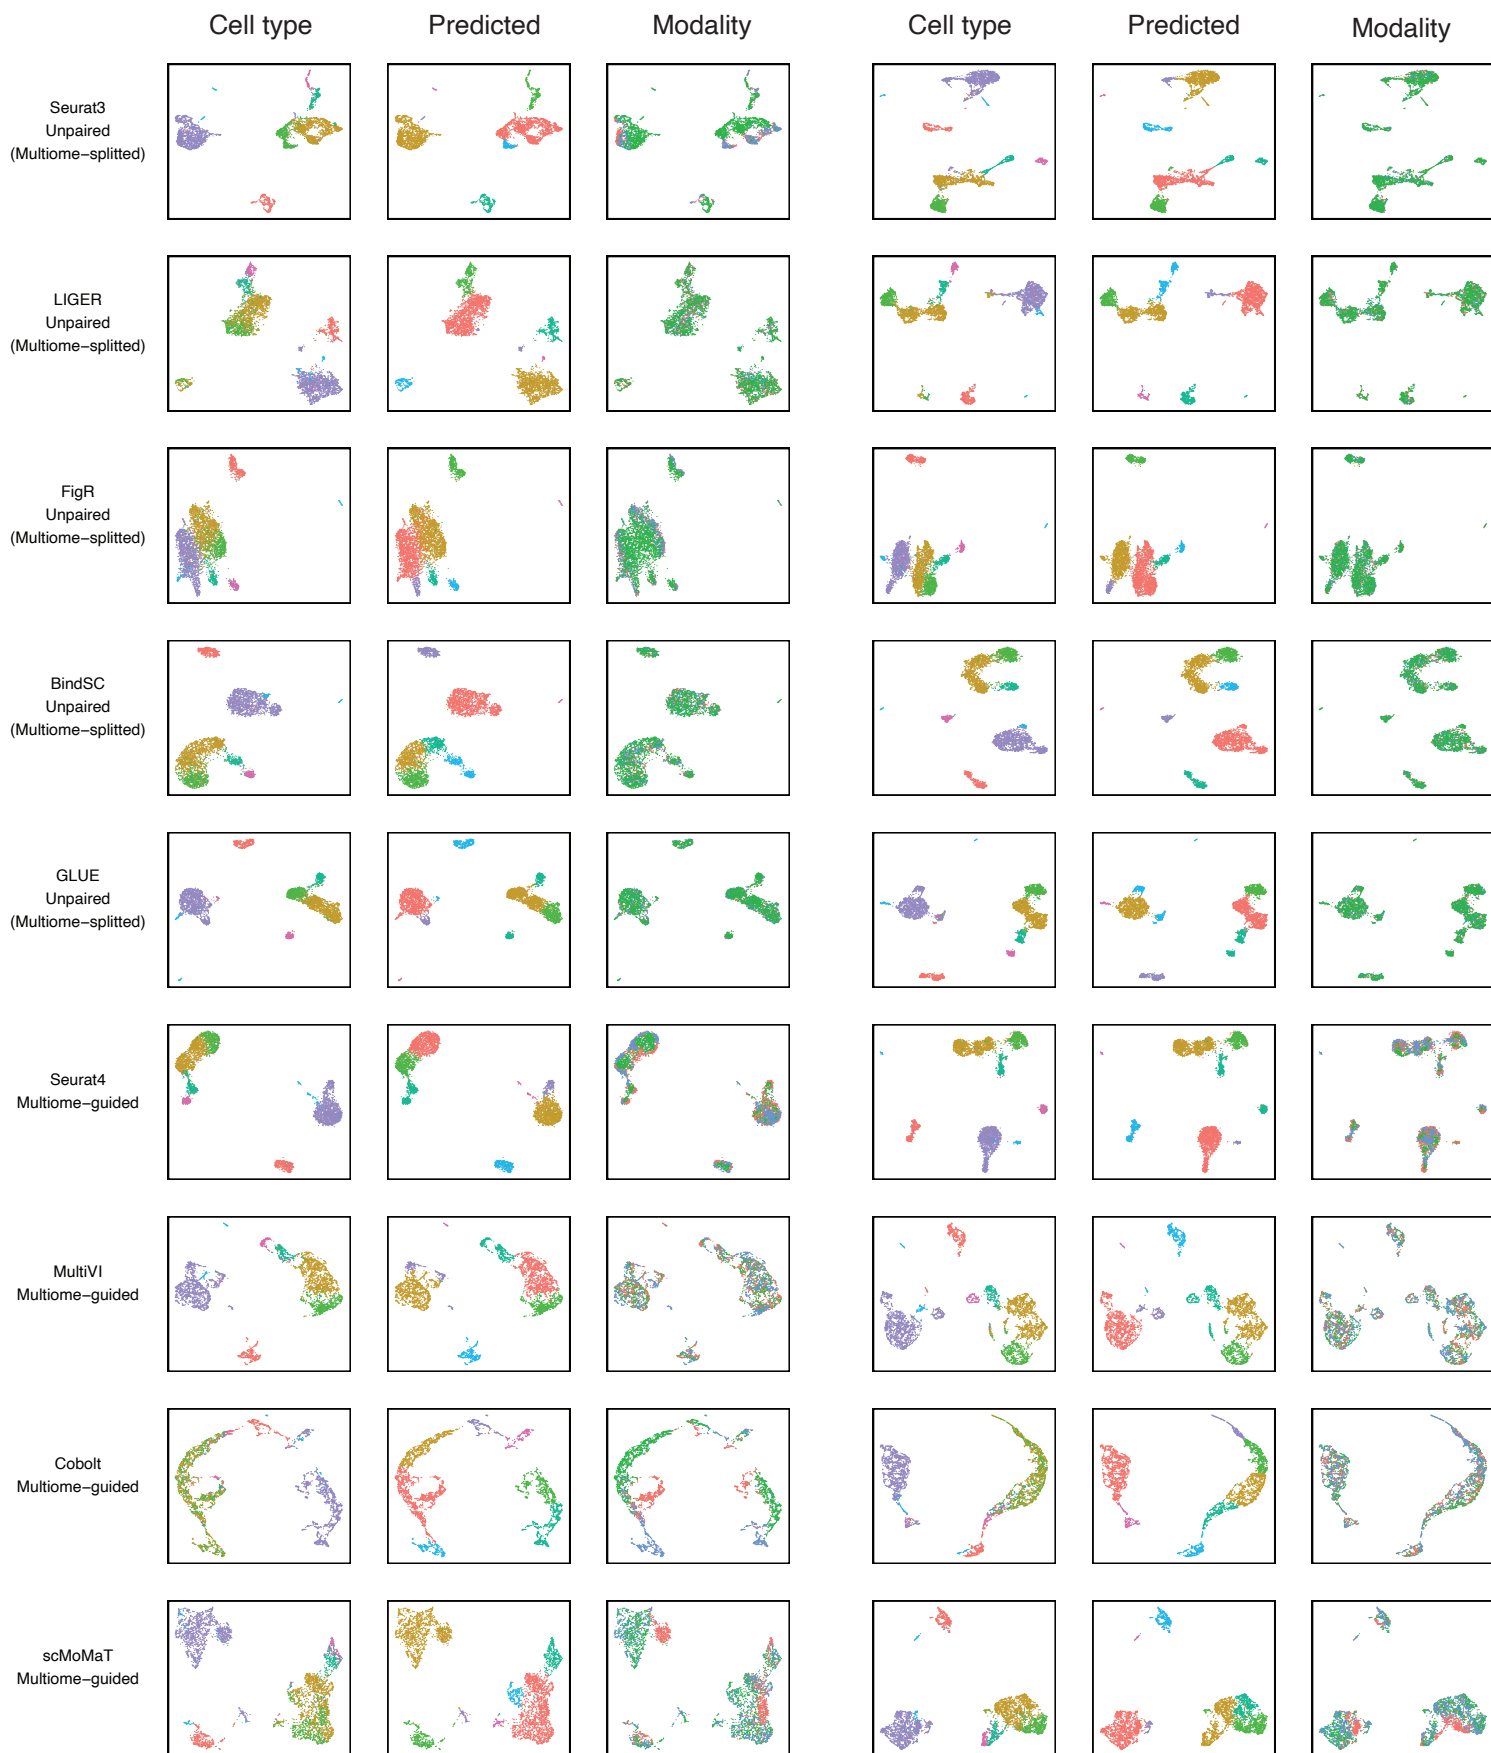 Cell type Predicted Modality Cell type Predicted Modality
Seurat3
Unpaired
(Multiome−splitted)
LIGER
Unpaired
(Multiome−splitted)
FigR
Unpaired
(Multiome−splitted)
BindSC
Unpaired
(Multiome−splitted)
GLUE
Unpaired
(Multiome−splitted)
Seurat4
Multiome−guided
MultiVI
Multiome−guided
Cobolt
Multiome−guided
scMoMaT
Multiome−guided